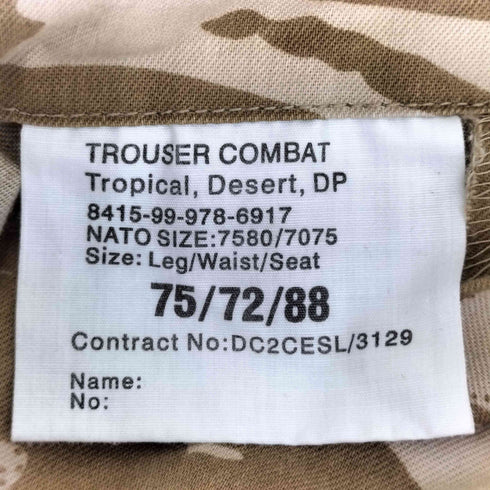 TROUSER COMBAT
Tropical, Desert, DP
8415-99-978-6917
NATO SIZE:7580/7075
Size: Leg/Waist/Seat
75/72/88
Contract No:DC2CESL/3129
Name:
No: